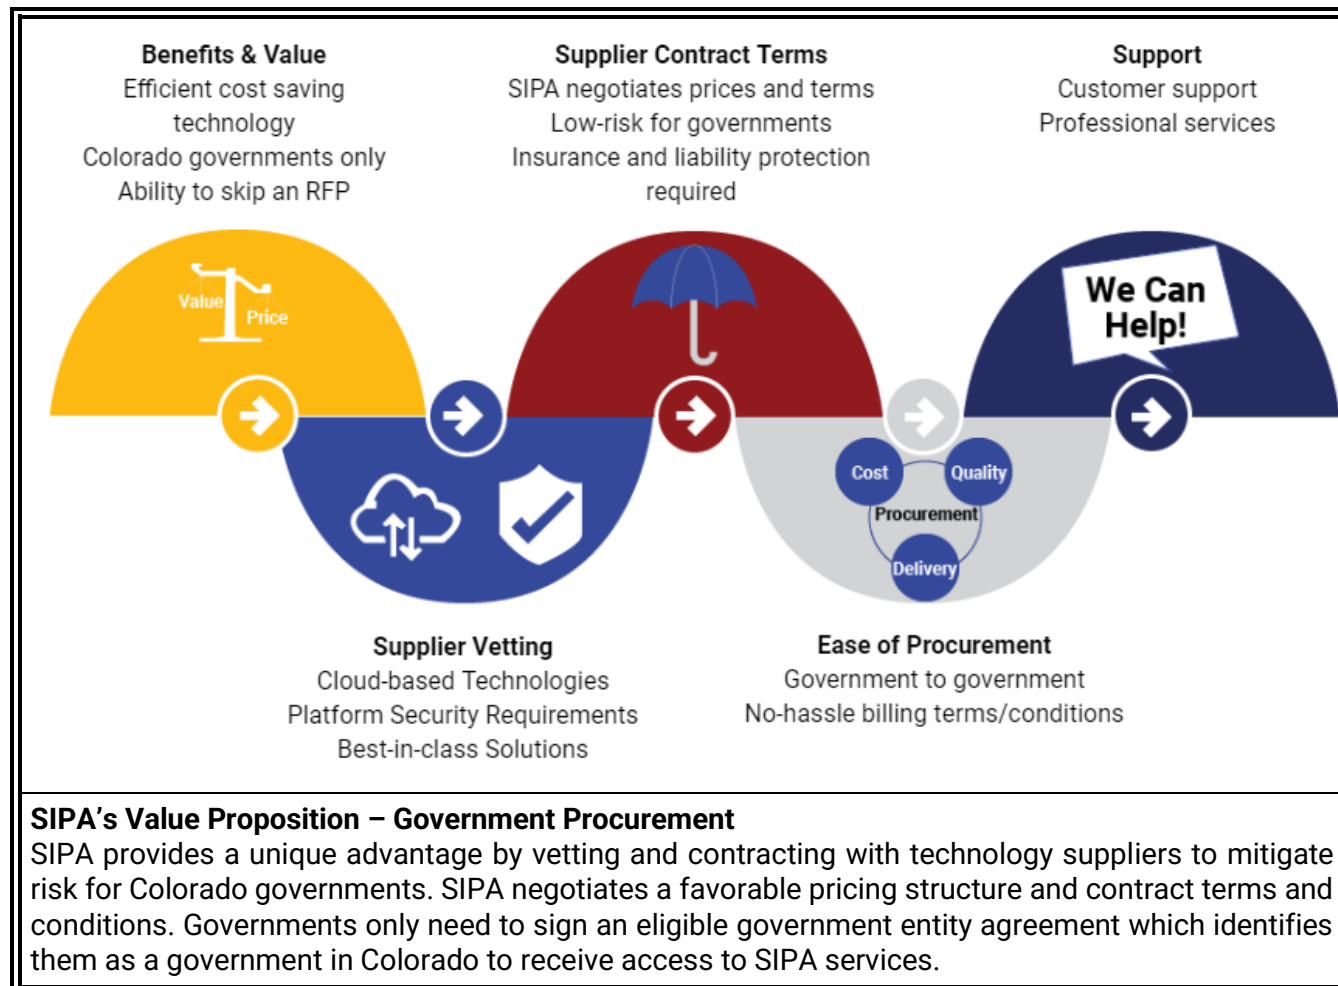 Benefits & Value
Efficient cost saving
technology
Colorado governments only
Ability to skip an RFP
Supplier Contract Terms
SIPA negotiates prices and terms
Low-risk for governments
Insurance and liability protection
required
Support
Customer support
Professional services
Value
Price
We Can
Help!
Cost
Quality
Procurement
Delivery
Supplier Vetting
Cloud-based Technologies
Platform Security Requirements
Best-in-class Solutions
Ease of Procurement
Government to government
No-hassle billing terms/conditions
SIPA’s Value Proposition – Government Procurement
SIPA provides a unique advantage by vetting and contracting with technology suppliers to mitigate
risk for Colorado governments. SIPA negotiates a favorable pricing structure and contract terms and
conditions. Governments only need to sign an eligible government entity agreement which identifies
them as a government in Colorado to receive access to SIPA services.